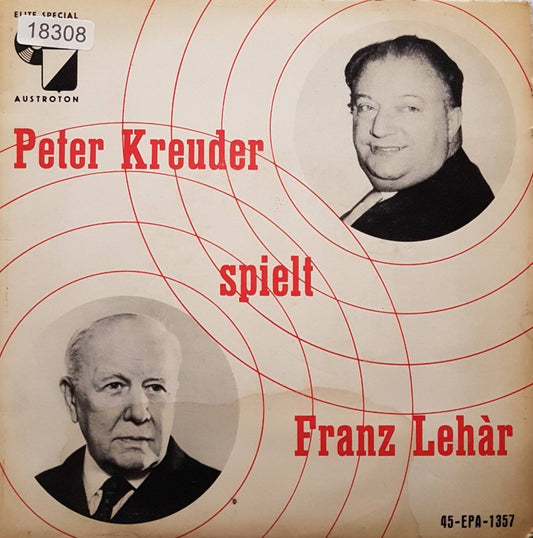 ELITE SPECIAL
18308
AUSTROTON
Peter Kreuder
spielt
Franz Lehàr
45-EPA-1357